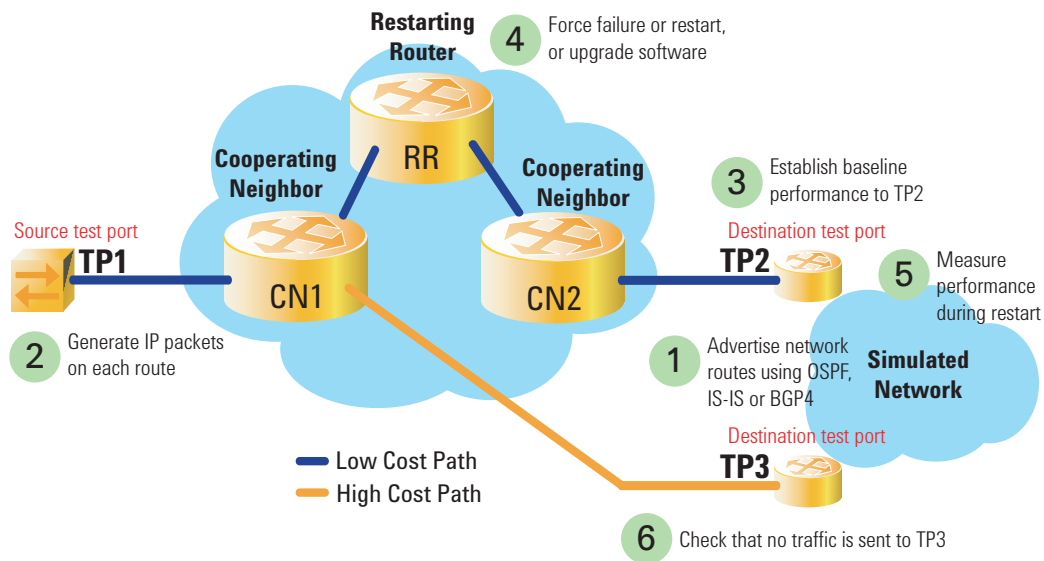 Restarting
Router
4
Force failure or restart,
or upgrade software
RR
Cooperating
Neighbor
Cooperating
Neighbor
3
Establish baseline
performance to TP2
Source test port
TP1
CN1
CN2
Destination test port
TP2
5
Measure
performance
during restart
2
Generate IP packets
on each route
1
Advertise network
routes using OSPF,
IS-IS or BGP4
Simulated
Network
Destination test port
TP3
Low Cost Path
High Cost Path
6
Check that no traffic is sent to TP3